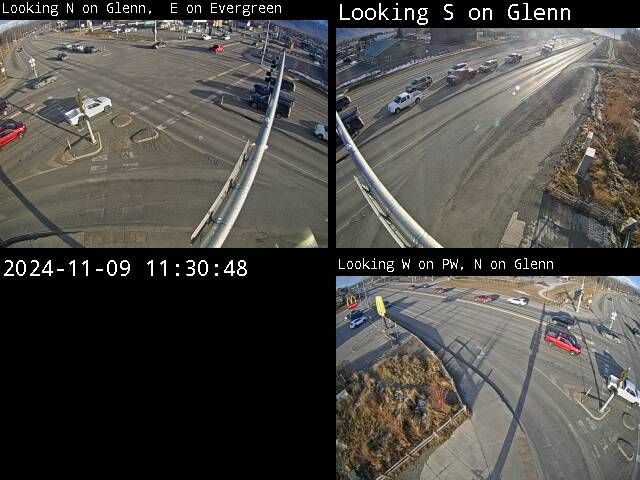 Looking N on Glenn, E on Evergreen
Looking S on Glenn
2024-11-09 11:30:48
Looking W on PW, N on Glenn